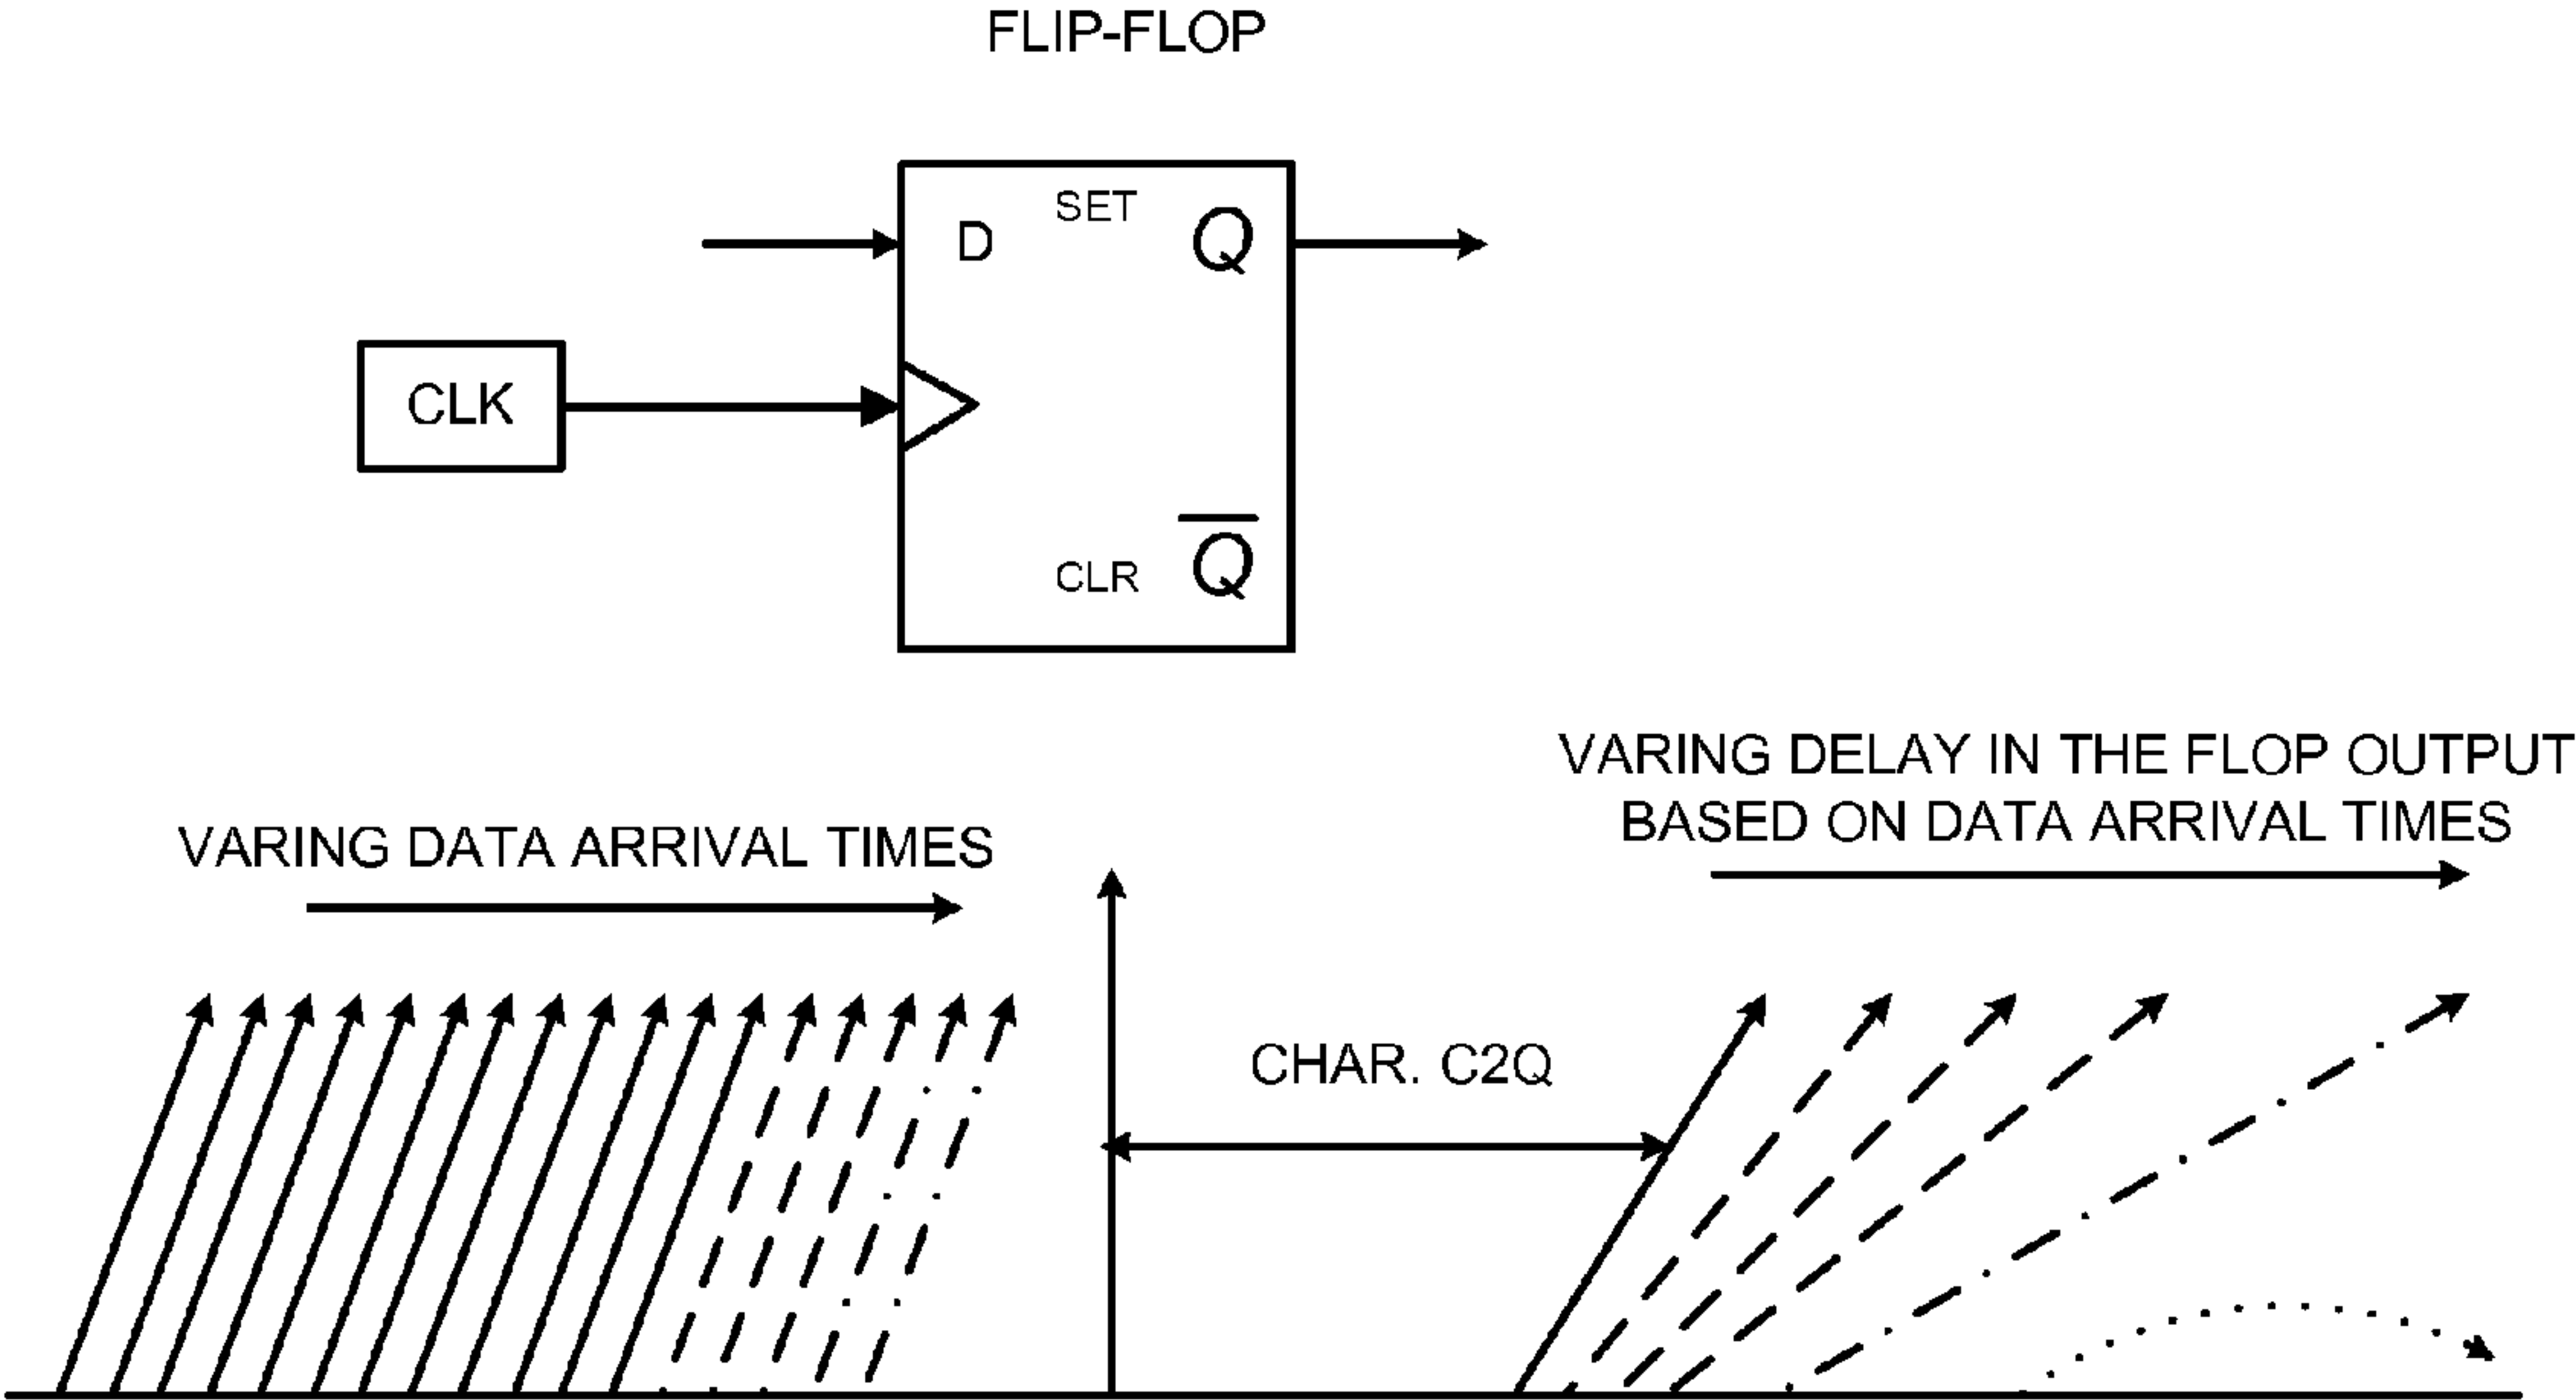 FLIP-FLOP
D
SET
Q
CLK
CLR
Q̅
VARING DELAY IN THE FLOP OUTPUT
BASED ON DATA ARRIVAL TIMES
VARING DATA ARRIVAL TIMES
CHAR. C2Q